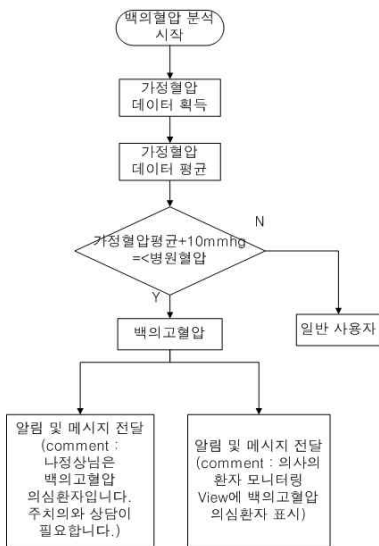 백의혈압 분석
시작
가정혈압
데이터 획득
가정혈압
데이터 평균
N
가정혈압평균+10mmhg
=<병원혈압
Y
백의고혈압
일반 사용자
알림 및 메시지 전달
(comment :
나정상님은
백의고혈압
의심환자입니다.
주치의와 상담이
필요합니다.)
알림 및 메시지 전달
(comment : 의사의
환자 모니터링
View에 백의고혈압
의심환자 표시)